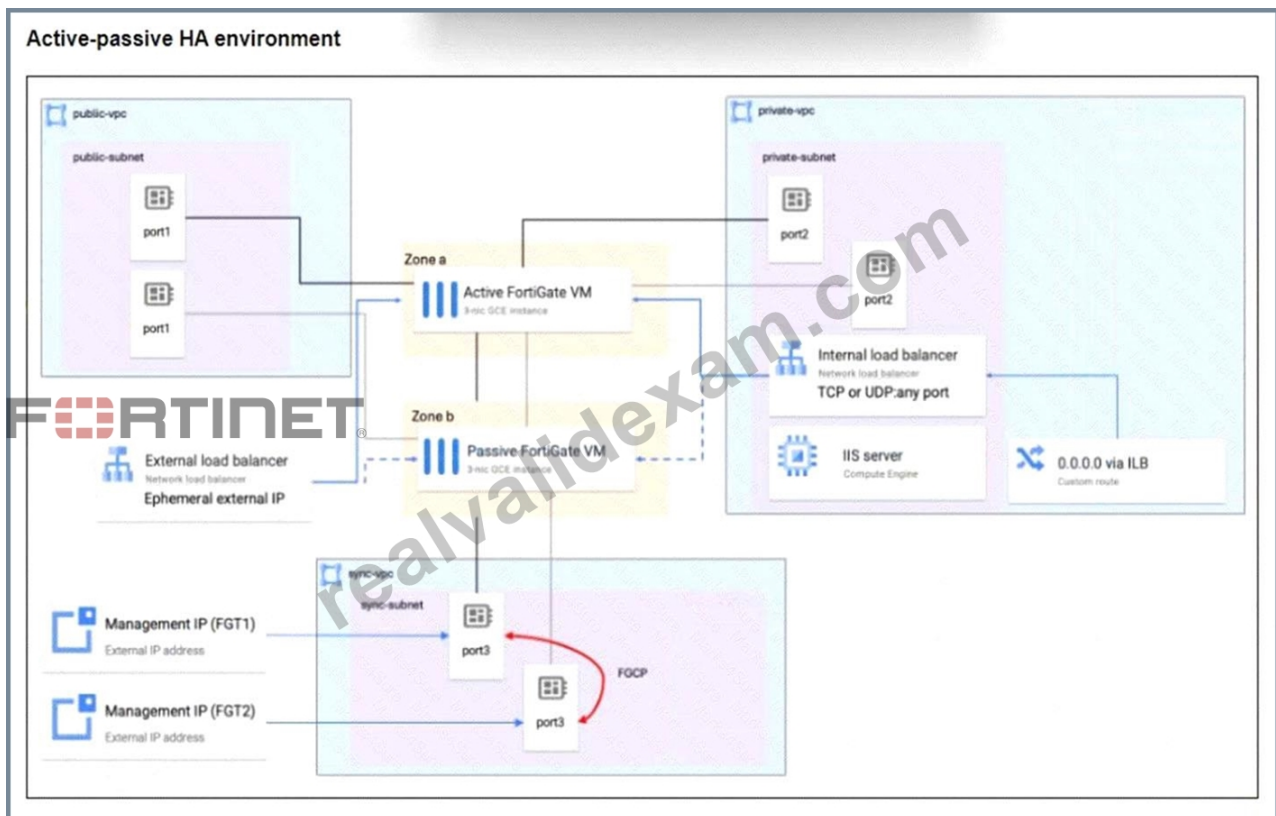 Active-passive HA environment
public-vpc
public-subnet
port1
port1
private-vpc
private-subnet
port2
port2
Zone a
Active FortiGate VM
3-nic GCE instance
Zone b
Passive FortiGate VM
3-nic GCE instance
Internal load balancer
Network load balancer
TCP or UDP:any port
IIS server
Compute Engine
0.0.0.0 via ILB
Custom route
FORTINET®
External load balancer
Network load balancer
Ephemeral external IP
sync-vpc
sync-subnet
port3
FGCP
port3
Management IP (FGT1)
External IP address
Management IP (FGT2)
External IP address
realvalidexam.com